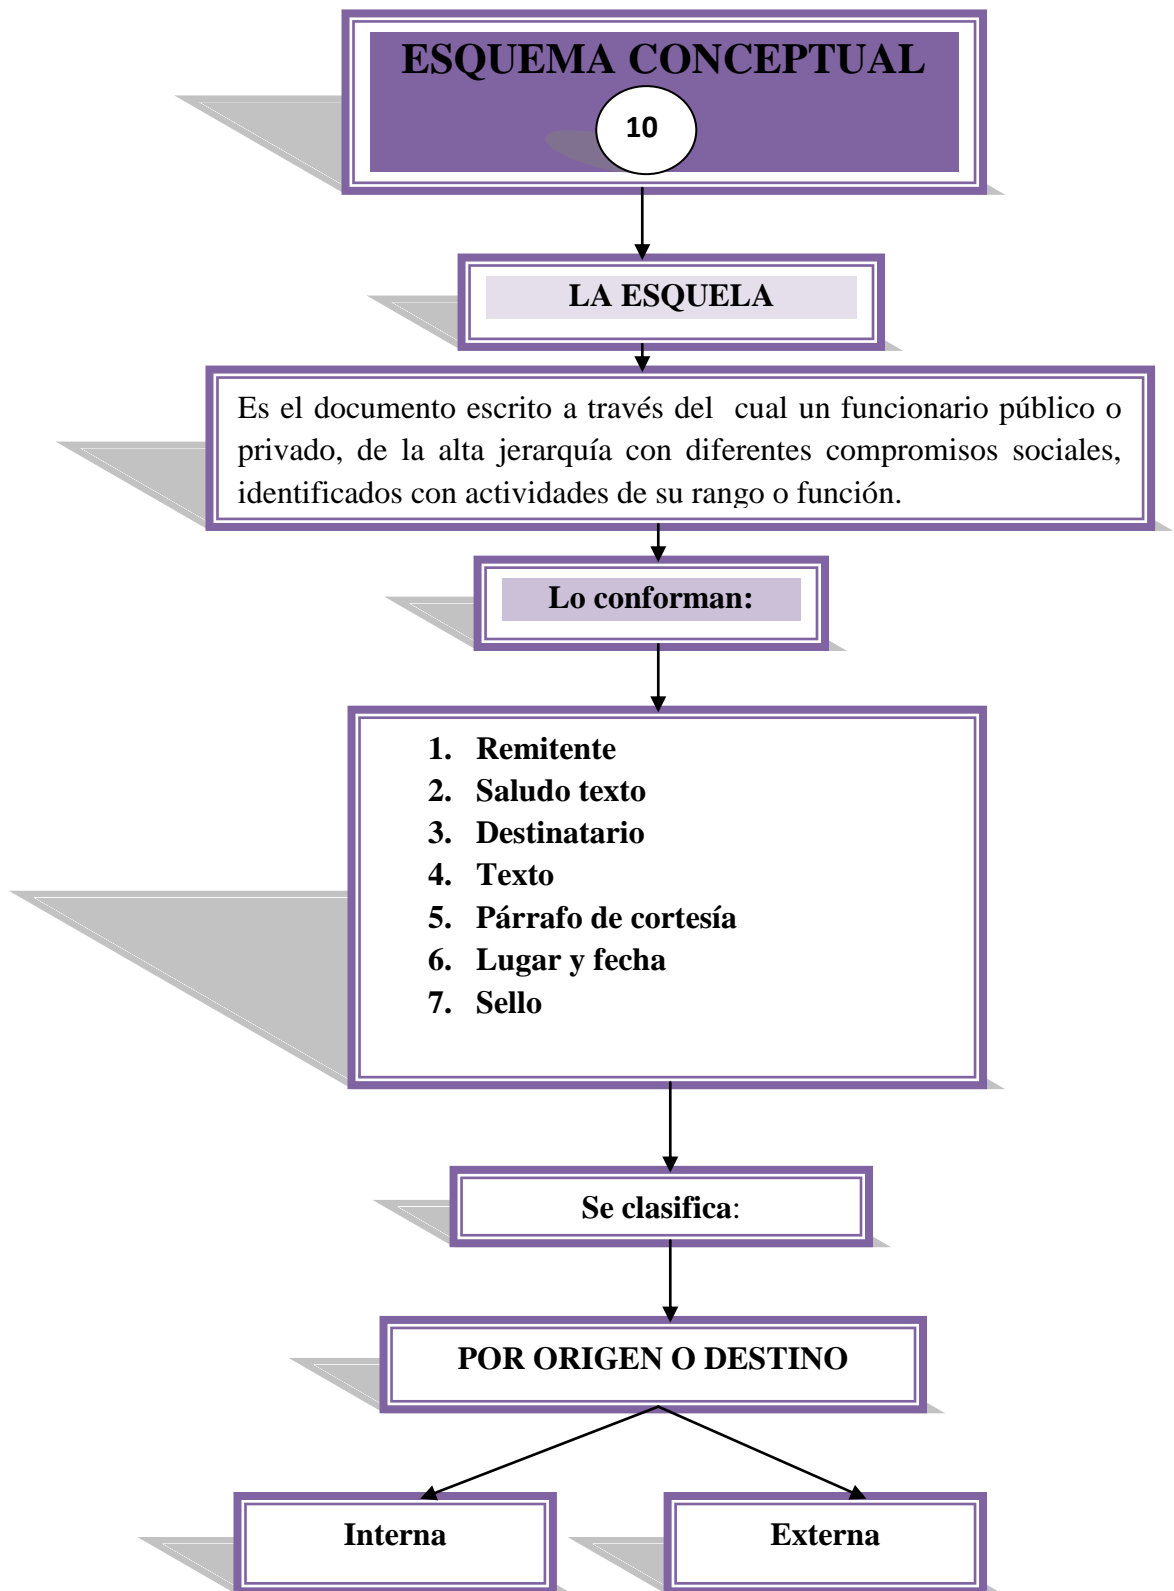 ESQUEMA CONCEPTUAL
10
LA ESQUELA
Es el documento escrito a través del cual un funcionario público o
privado, de la alta jerarquía con diferentes compromisos sociales,
identificados con actividades de su rango o función.
Lo conforman:
1. Remitente
2. Saludo texto
3. Destinatario
4. Texto
5. Párrafo de cortesía
6. Lugar y fecha
7. Sello
Se clasifica:
POR ORIGEN O DESTINO
Interna
Externa